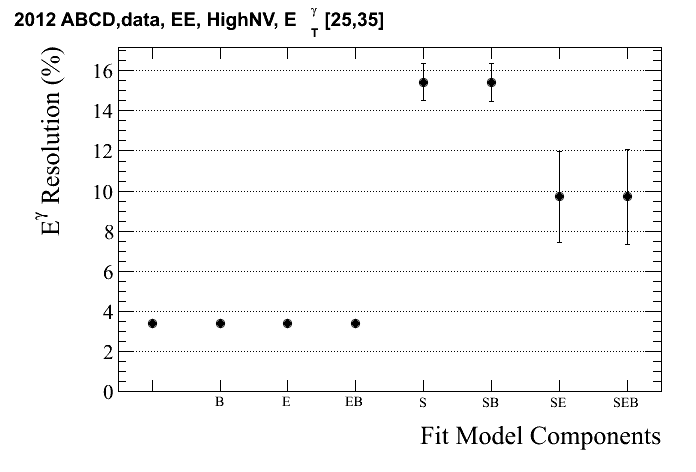 2012 ABCD,data, EE, HighNV, E γ T [25,35]
Eγ Resolution (%)
16
14
12
10
8
6
4
2
0
B E EB S SB SE SEB
Fit Model Components